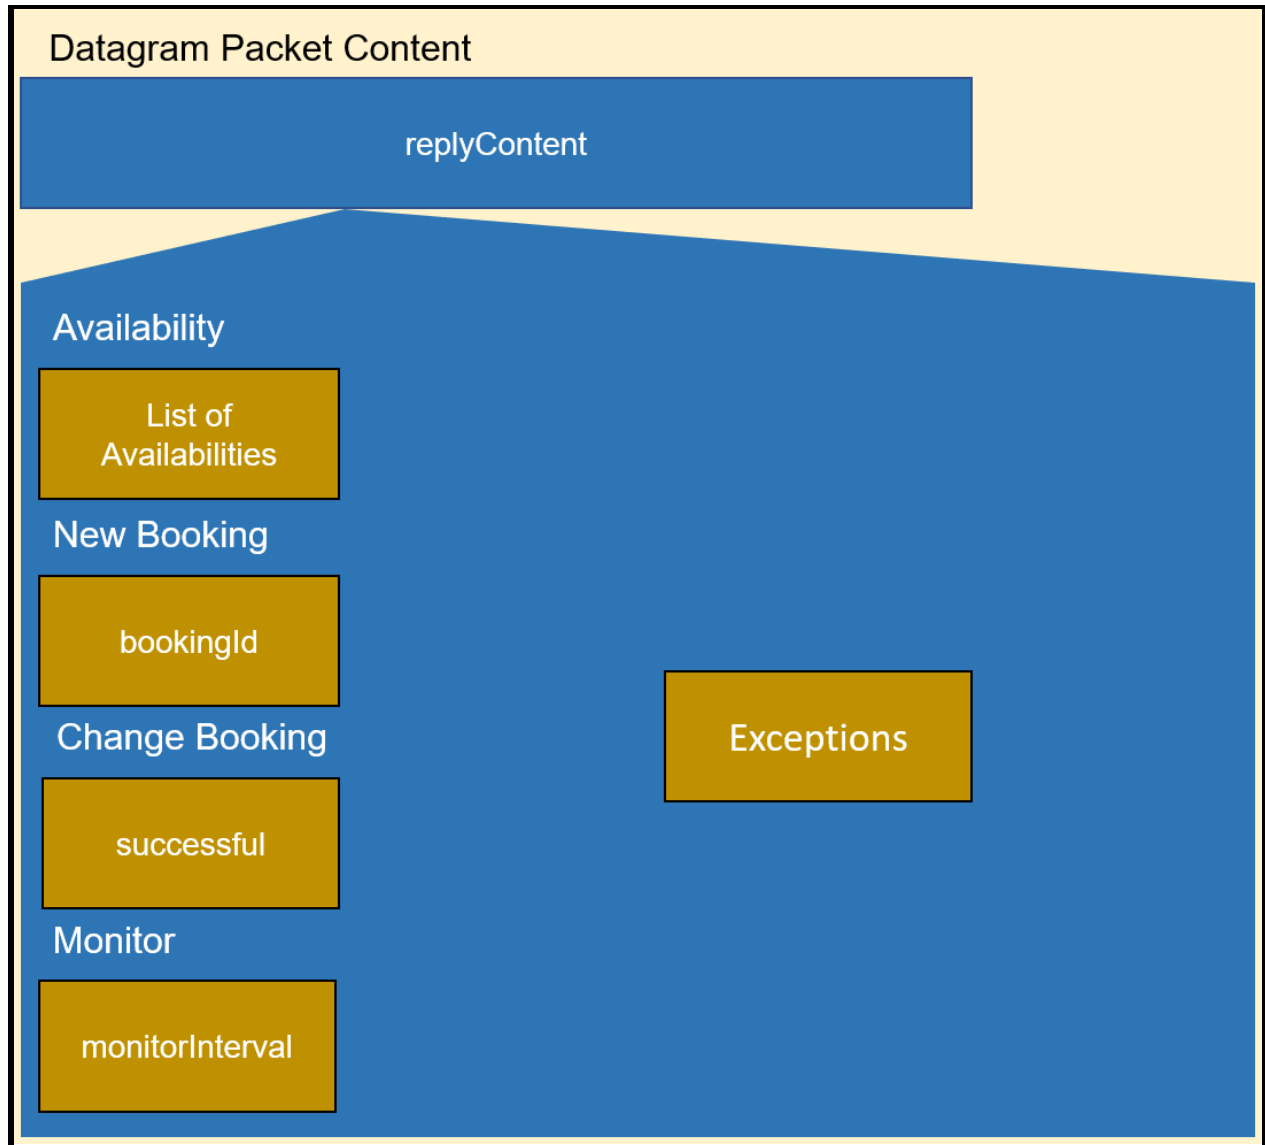 Datagram Packet Content
replyContent
Availability
List of
Availabilities
New Booking
bookingId
Change Booking
successful
Monitor
monitorInterval
Exceptions